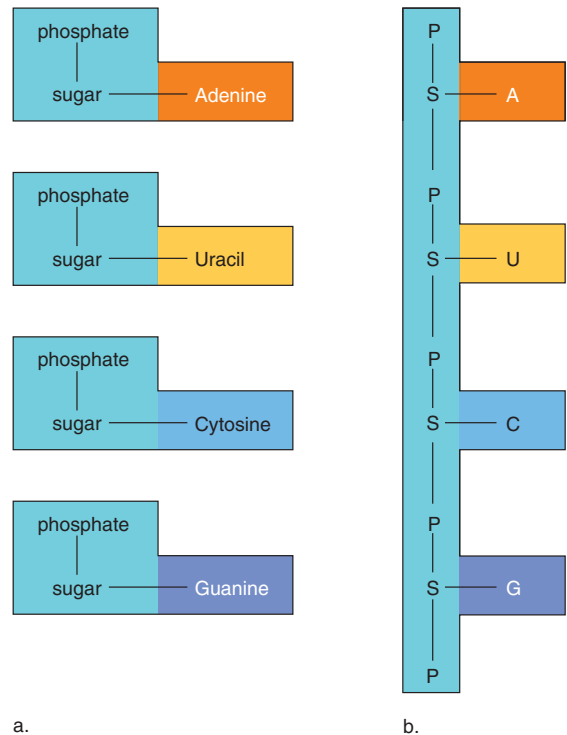 phosphate
sugar
Adenine
phosphate
sugar
Uracil
phosphate
sugar
Cytosine
phosphate
sugar
Guanine
a.
P
S
A
P
S
U
P
S
C
P
S
G
P
b.